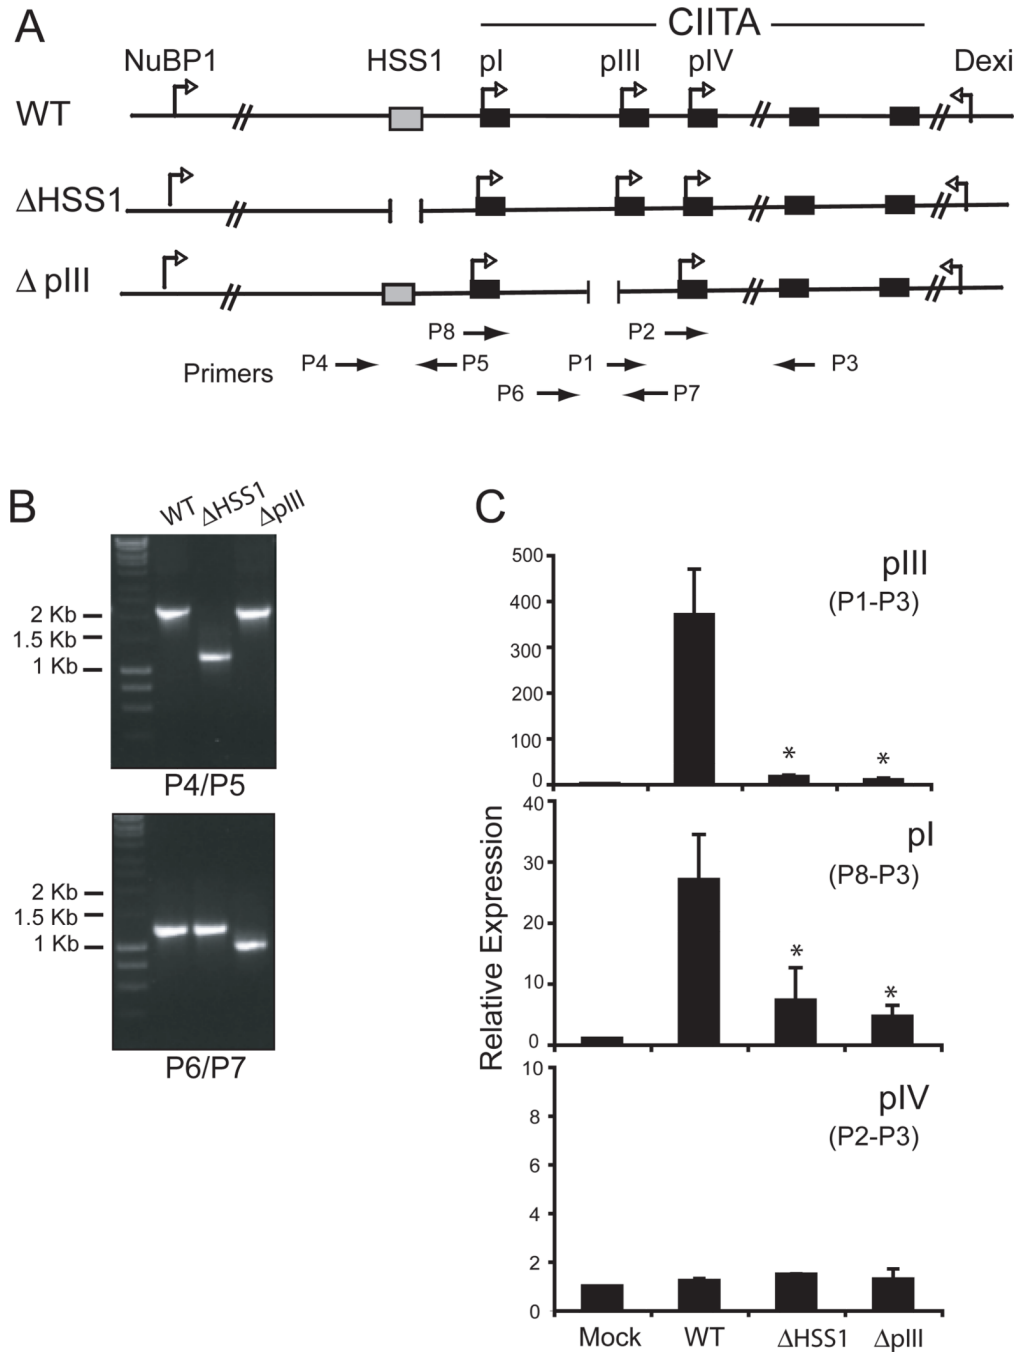 A
CIITA
NuBP1 HSS1 pI pIII pIV Dexi
WT
ΔHSS1
Δ pIII
P8 P2
Primers P4 P5 P1 P3
P6 P7
B
WT ΔHSS1 ΔpIII
2 Kb
1.5 Kb
1 Kb
P4/P5
2 Kb
1.5 Kb
1 Kb
P6/P7
C
Relative Expression
500
400
300
200
100
0
pIII
(P1-P3)
*
*
40
30
20
10
0
pI
(P8-P3)
*
*
10
8
6
4
2
0
pIV
(P2-P3)
Mock WT ΔHSS1 ΔpIII